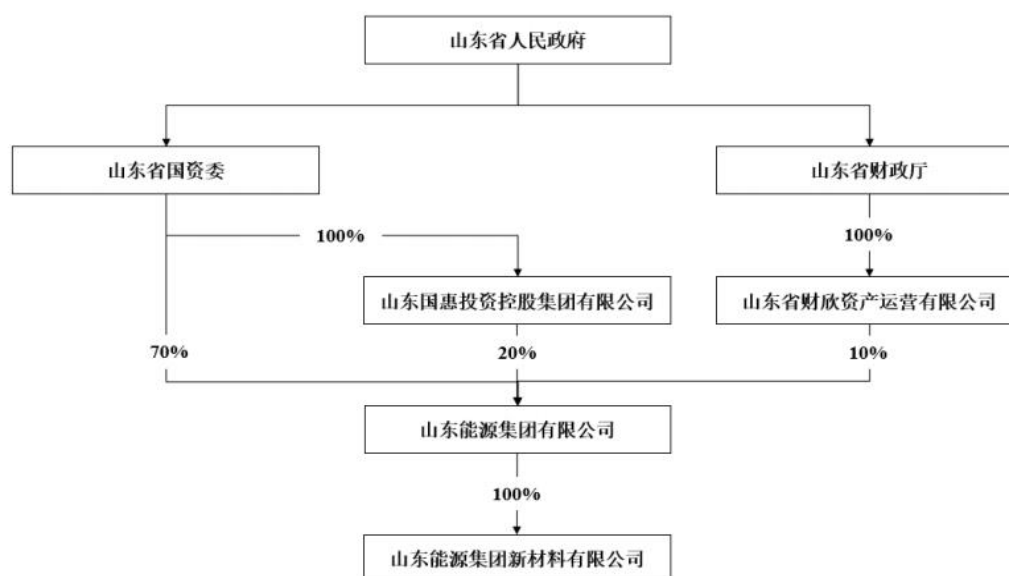 山东省人民政府
山东省国资委
山东省财政厅
100%
100%
山东国惠投资控股集团有限公司
山东省财欣资产运营有限公司
70%
20%
10%
山东能源集团有限公司
100%
山东能源集团新材料有限公司